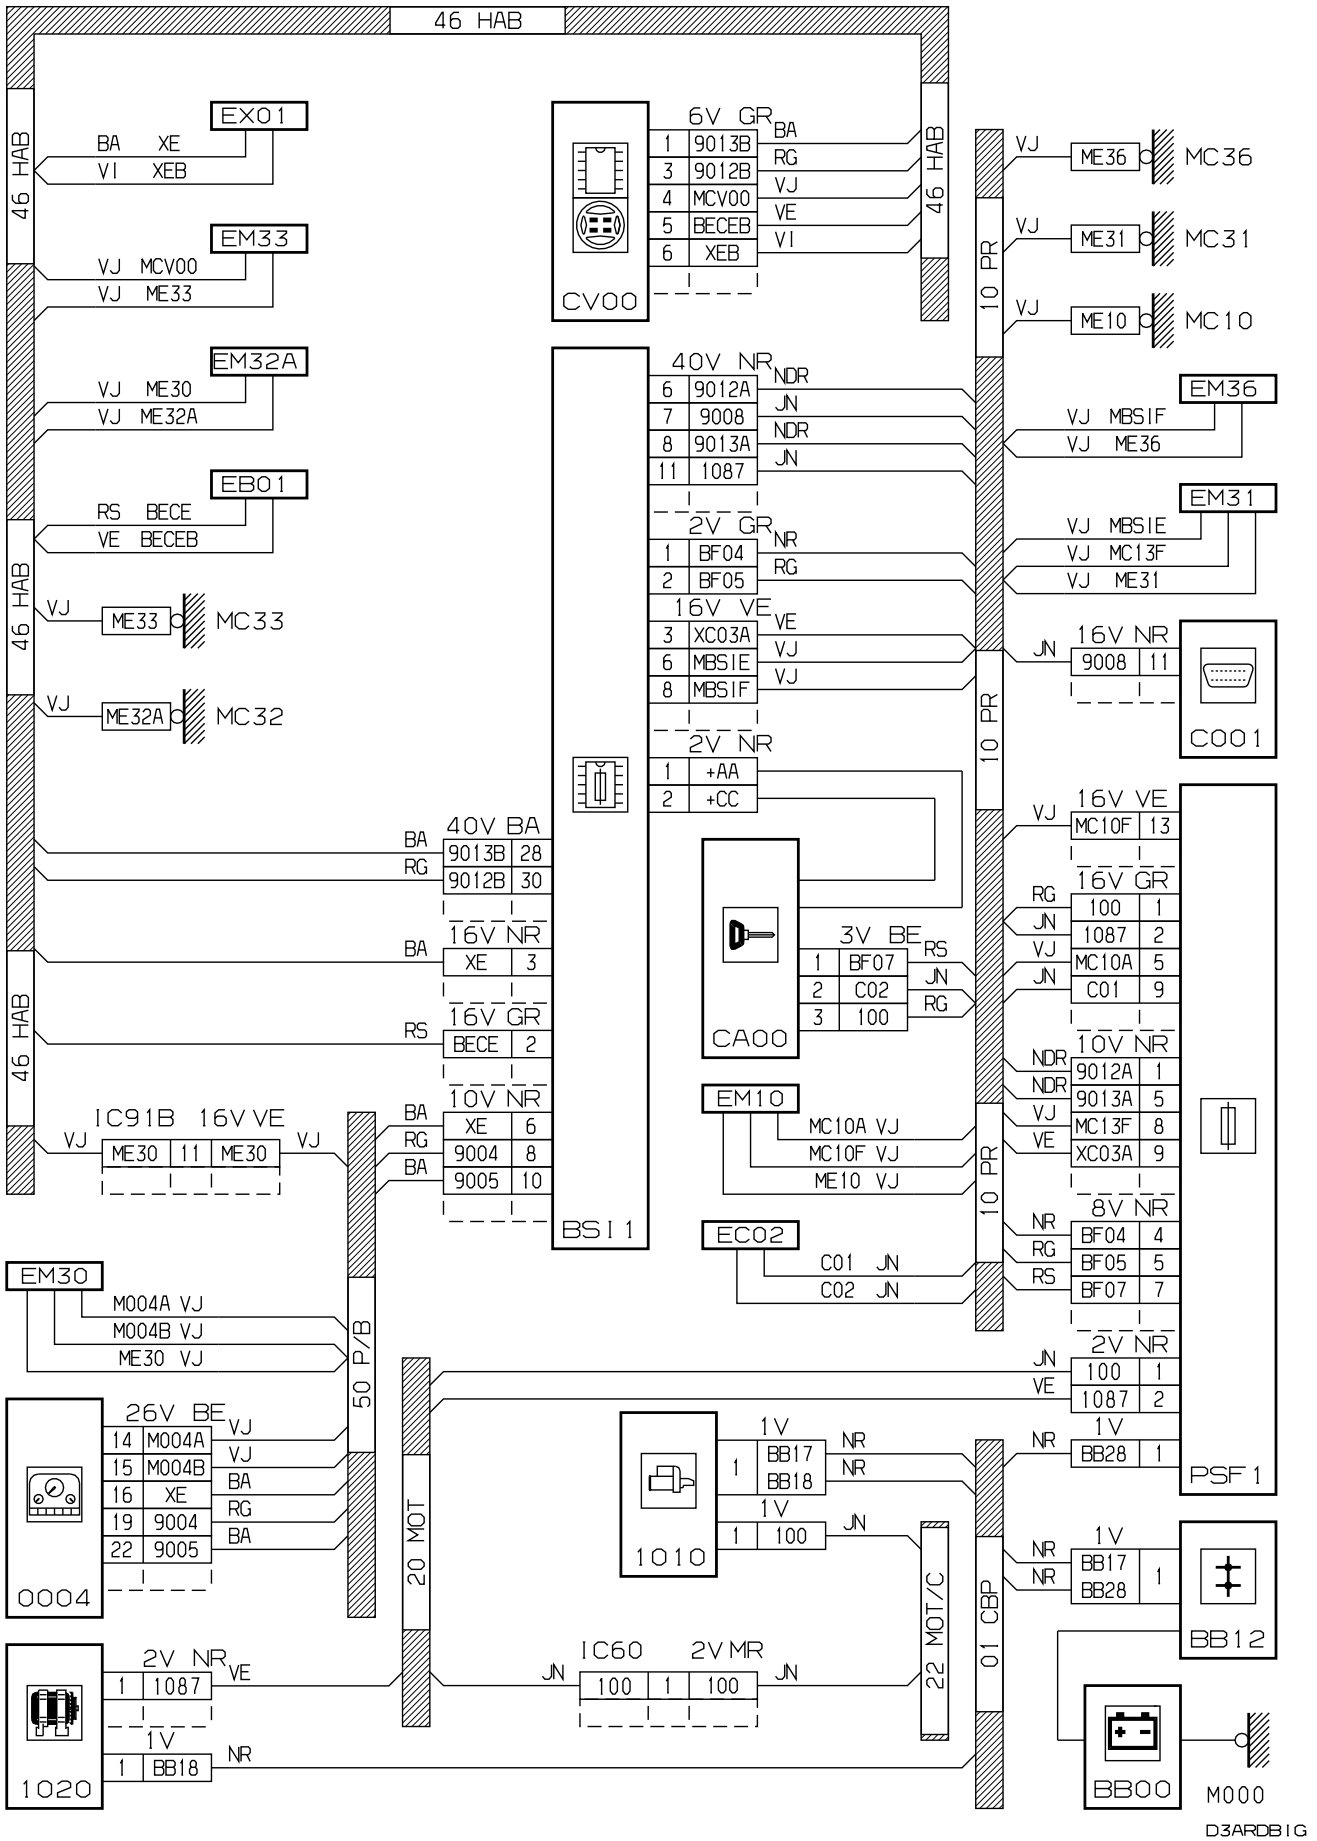 46 HAB
46 HAB
EX01
BA XE
VI XEB
EM33
VJ MCV00
VJ ME33
EM32A
VJ ME30
VJ ME32A
EB01
RS BECE
VE BECEB
46 HAB
VJ ME33 MC33
VJ ME32A MC32
46 HAB
CV00
6V GR
1 9013B BA
3 9012B RG
4 MCV00 VJ
5 BECEB VE
6 XEB VI
46 HAB
10 PR
VJ ME36 MC36
VJ ME31 MC31
VJ ME10 MC10
EM36
VJ MBSIF
VJ ME36
EM31
VJ MBSIE
VJ MC13F
VJ ME31
40V NR
6 9012A NDR
7 9008 JN
8 9013A NDR
11 1087 JN
2V GR
1 BF04 NR
2 BF05 RG
16V VE
3 XC03A VE
6 MBSIE VJ
8 MBSIF VJ
2V NR
1 +AA
2 +CC
10 PR
16V NR
JN 9008 11
C001
40V BA
BA 9013B 28
RG 9012B 30
16V NR
BA XE 3
16V GR
RS BECE 2
10V NR
BA XE 6
RG 9004 8
BA 9005 10
BSI1
CA00
3V BE
1 BF07 RS
2 C02 JN
3 100 RG
EM10
MC10A VJ
MC10F VJ
ME10 VJ
EC02
C01 JN
C02 JN
10 PR
16V VE
VJ MC10F 13
16V GR
RG 100 1
JN 1087 2
VJ MC10A 5
JN C01 9
10V NR
NDR 9012A 1
NDR 9013A 5
VJ MC13F 8
VE XC03A 9
8V NR
NR BF04 4
RG BF05 5
RS BF07 7
2V NR
JN 100 1
VE 1087 2
1V
NR BB28 1
PSF1
IC91B 16V VE
VJ ME30 11 ME30 VJ
EM30
M004A VJ
M004B VJ
ME30 VJ
50 P/B
26V BE
14 M004A VJ
15 M004B VJ
16 XE BA
19 9004 RG
22 9005 BA
0004
20 MOT
1V
1 BB17 NR
BB18 NR
1V
1 100 JN
1010
22 MOT/C
01 CBP
1V
NR BB17 1
NR BB28
BB12
2V NR
1 1087 VE
1V
1 BB18 NR
1020
IC60 2V MR
JN 100 1 100 JN
BB00
M000
D3ARDB1G